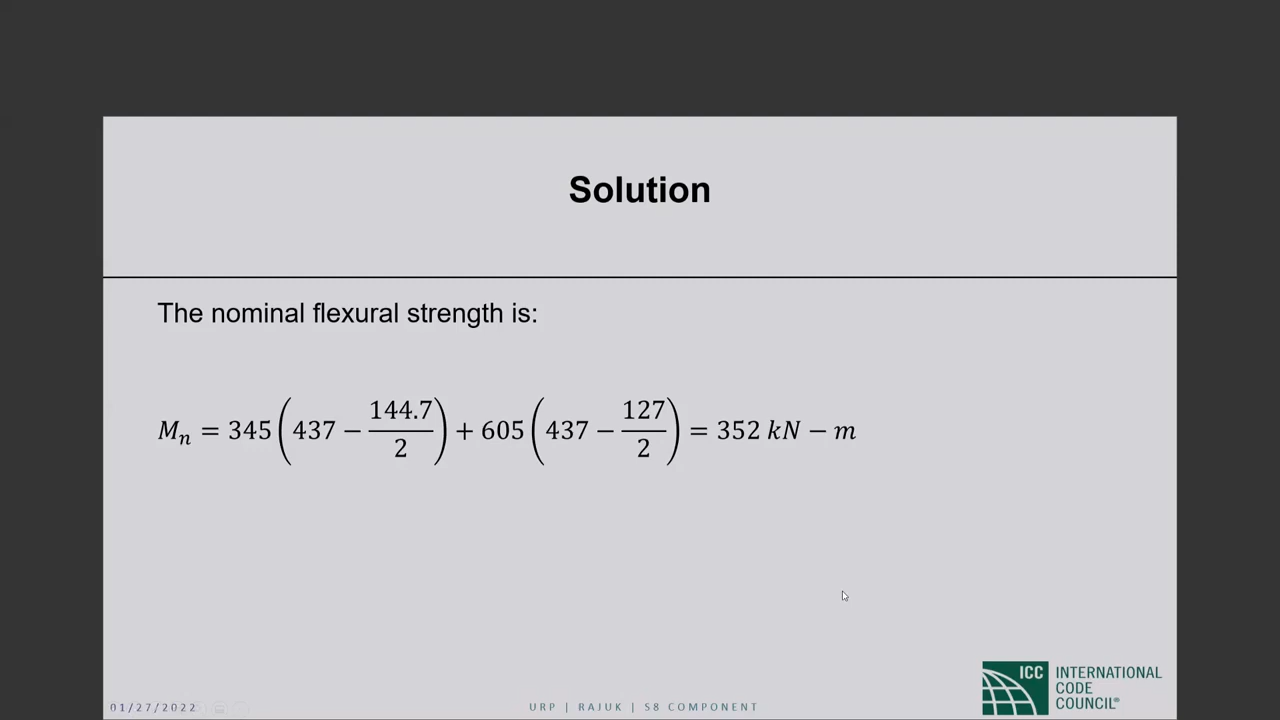 Solution
The nominal flexural strength is:
Mₙ = 345(437 − 144.7/2) + 605(437 − 127/2) = 352 kN − m
ICC INTERNATIONAL
CODE
COUNCIL®
01/27/2022
URP | RAJUK | S8 COMPONENT